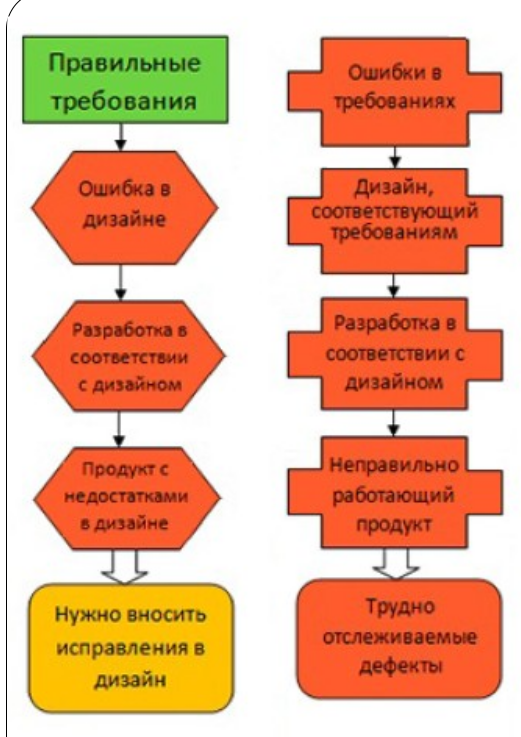 Правильные
требования
Ошибка в
дизайне
Разработка в
соответствии
с дизайном
Продукт с
недостатками
в дизайне
Нужно вносить
исправления в
дизайн
Ошибки в
требованиях
Дизайн,
соответствующий
требованиям
Разработка в
соответствии с
дизайном
Неправильно
работающий
продукт
Трудно
отслеживаемые
дефекты